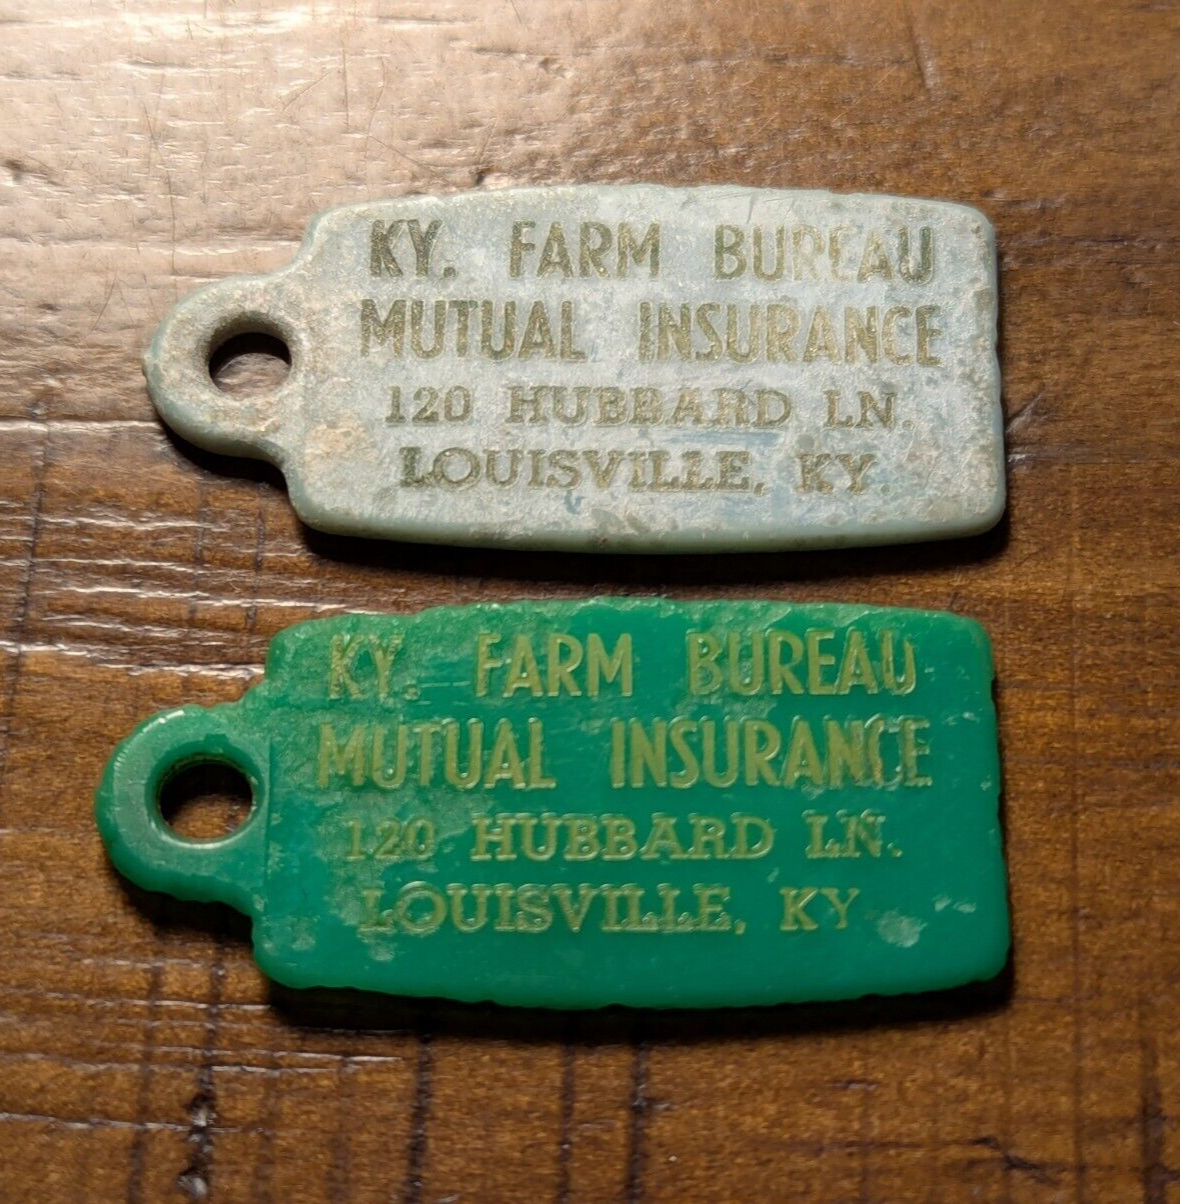 KY. FARM BUREAU
MUTUAL INSURANCE
120 HUBBARD LN.
LOUISVILLE, KY.
KY. FARM BUREAU
MUTUAL INSURANCE
120 HUBBARD LN.
LOUISVILLE, KY